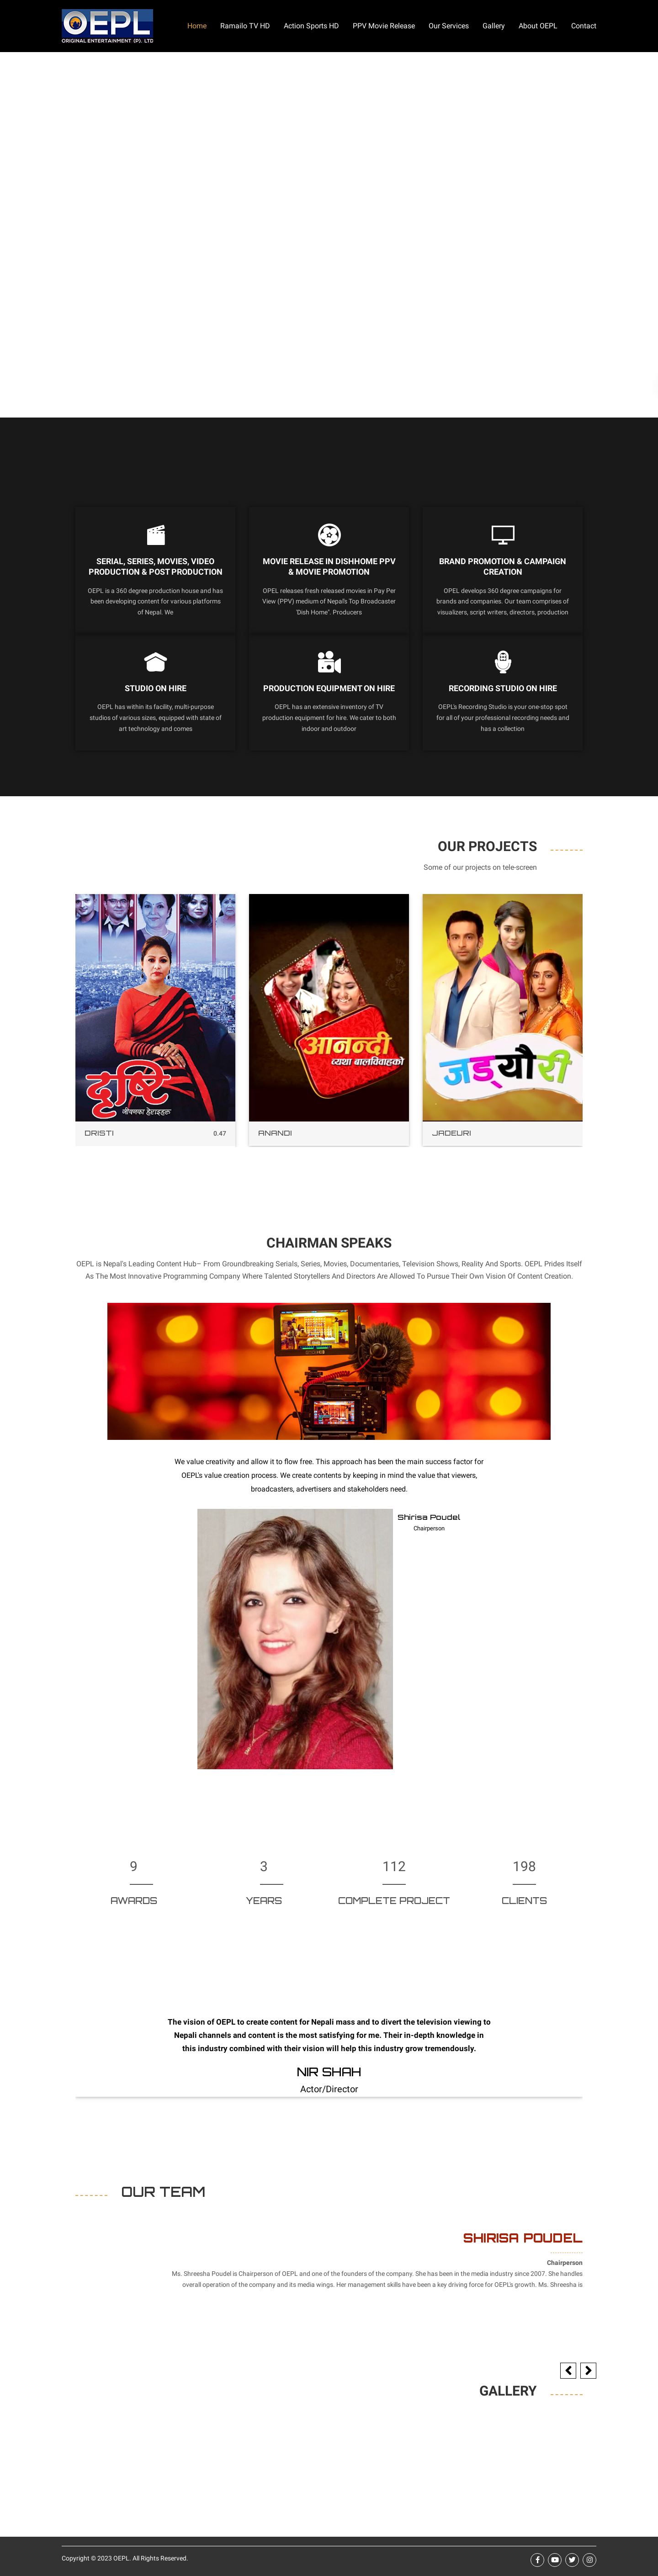 OEPL
ORIGINAL ENTERTAINMENT (P). LTD
Home
Ramailo TV HD
Action Sports HD
PPV Movie Release
Our Services
Gallery
About OEPL
Contact
SERIAL, SERIES, MOVIES, VIDEO
PRODUCTION & POST PRODUCTION
OEPL is a 360 degree production house and has
been developing content for various platforms
of Nepal. We
MOVIE RELEASE IN DISHHOME PPV
& MOVIE PROMOTION
OPEL releases fresh released movies in Pay Per
View (PPV) medium of Nepal's Top Broadcaster
'Dish Home". Producers
BRAND PROMOTION & CAMPAIGN
CREATION
OPEL develops 360 degree campaigns for
brands and companies. Our team comprises of
visualizers, script writers, directors, production
STUDIO ON HIRE
OEPL has within its facility, multi-purpose
studios of various sizes, equipped with state of
art technology and comes
PRODUCTION EQUIPMENT ON HIRE
OEPL has an extensive inventory of TV
production equipment for hire. We cater to both
indoor and outdoor
RECORDING STUDIO ON HIRE
OEPL's Recording Studio is your one-stop spot
for all of your professional recording needs and
has a collection
OUR PROJECTS
Some of our projects on tele-screen
दृष्टि
जीवनका हेराइहरू
आनन्दी
व्यथा बालविवाहको
जड्यौरी
DRISTI
0.47
ANANDI
JADEURI
CHAIRMAN SPEAKS
OEPL is Nepal's Leading Content Hub– From Groundbreaking Serials, Series, Movies, Documentaries, Television Shows, Reality And Sports. OEPL Prides Itself
As The Most Innovative Programming Company Where Talented Storytellers And Directors Are Allowed To Pursue Their Own Vision Of Content Creation.
We value creativity and allow it to flow free. This approach has been the main success factor for
OEPL's value creation process. We create contents by keeping in mind the value that viewers,
broadcasters, advertisers and stakeholders need.
Shirisa Poudel
Chairperson
9
AWARDS
3
YEARS
112
COMPLETE PROJECT
198
CLIENTS
The vision of OEPL to create content for Nepali mass and to divert the television viewing to
Nepali channels and content is the most satisfying for me. Their in-depth knowledge in
this industry combined with their vision will help this industry grow tremendously.
NIR SHAH
Actor/Director
OUR TEAM
SHIRISA POUDEL
Chairperson
Ms. Shreesha Poudel is Chairperson of OEPL and one of the founders of the company. She has been in the media industry since 2007. She handles
overall operation of the company and its media wings. Her management skills have been a key driving force for OEPL's growth. Ms. Shreesha is
GALLERY
Copyright © 2023 OEPL. All Rights Reserved.